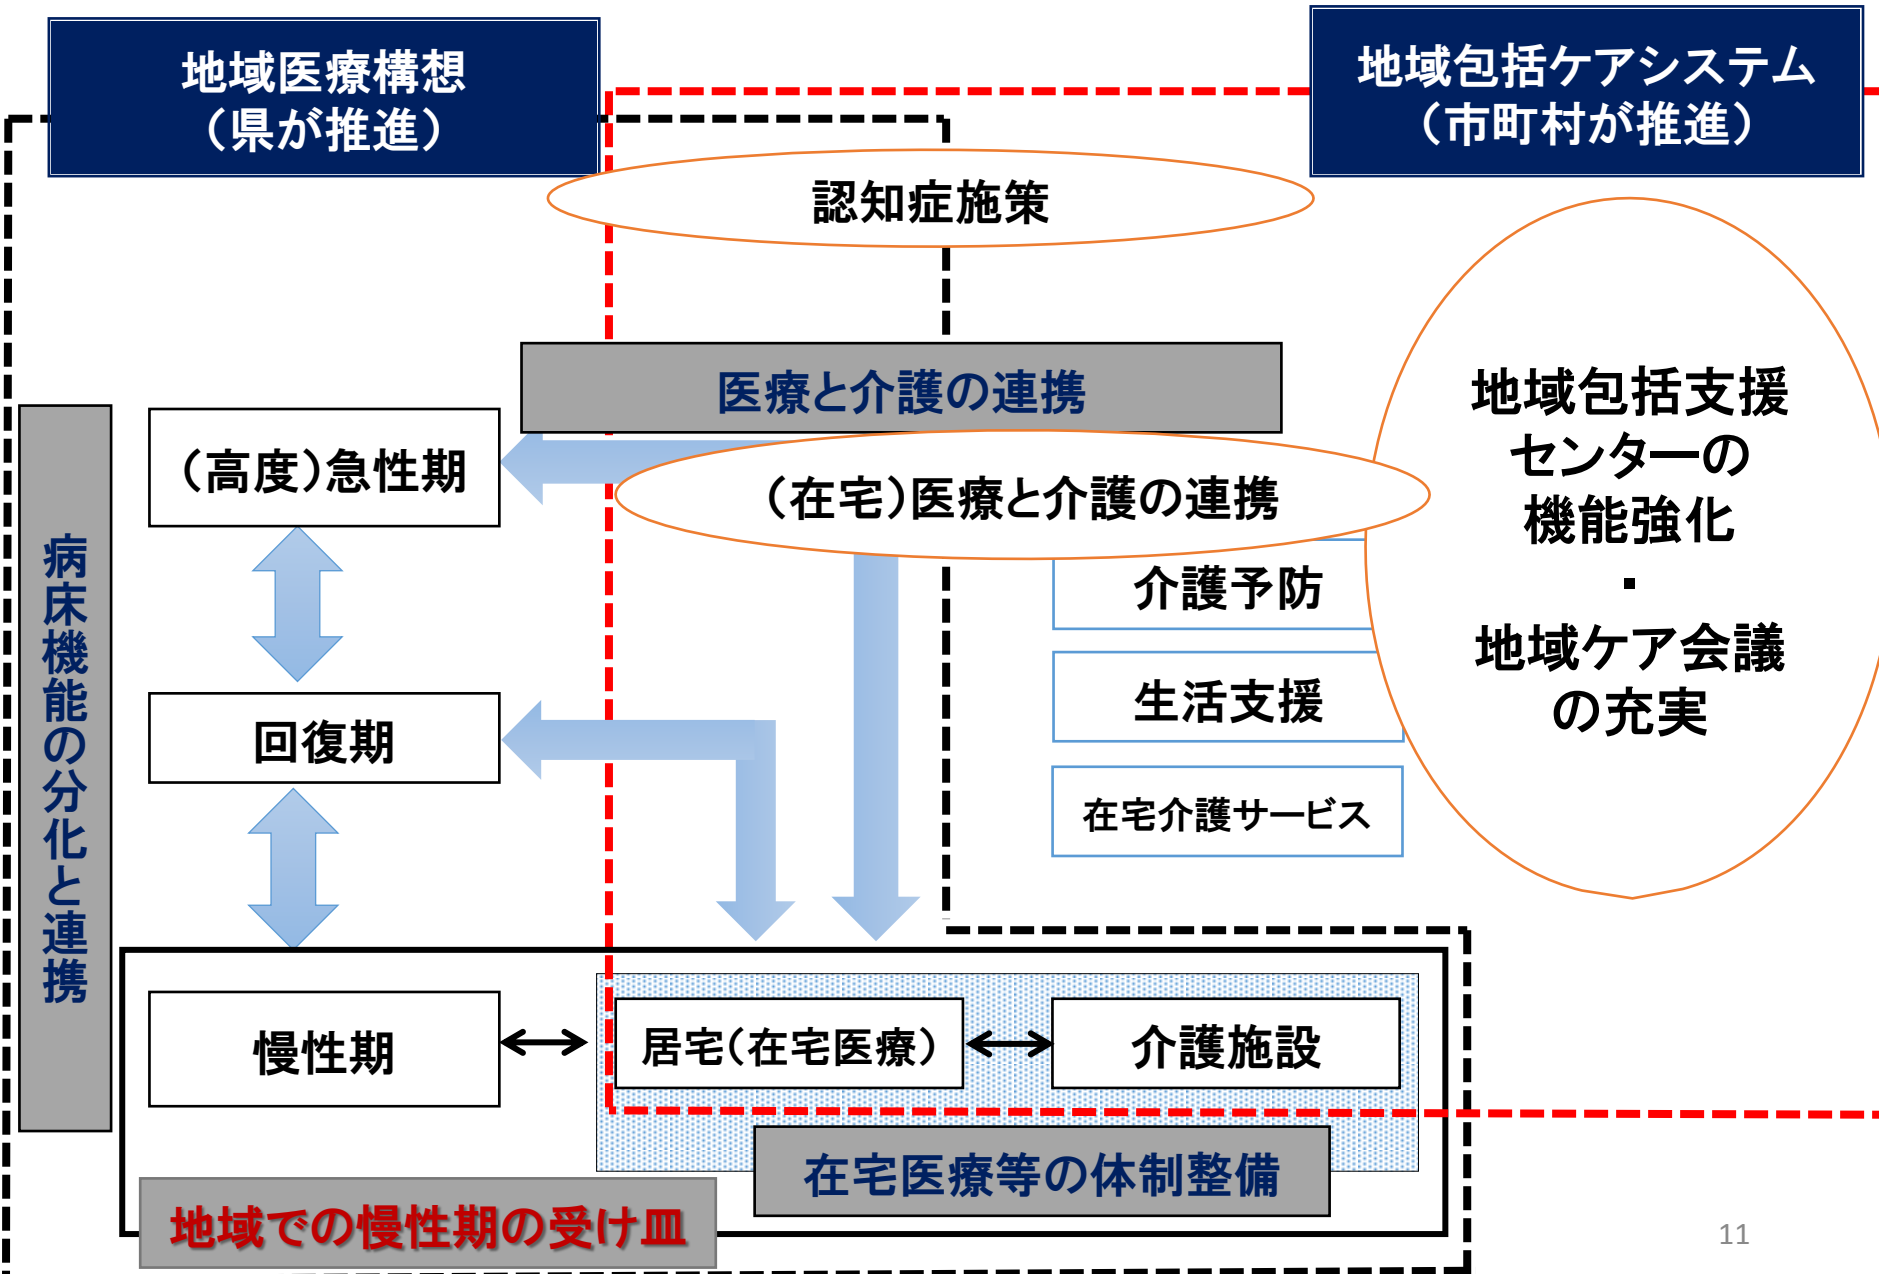 地域医療構想
（県が推進）
地域包括ケアシステム
（市町村が推進）
認知症施策
医療と介護の連携
（在宅）医療と介護の連携
地域包括支援
センターの
機能強化
・
地域ケア会議
の充実
病床機能の分化と連携
（高度）急性期
介護予防
生活支援
回復期
在宅介護サービス
慢性期
居宅（在宅医療）
介護施設
在宅医療等の体制整備
地域での慢性期の受け皿
11